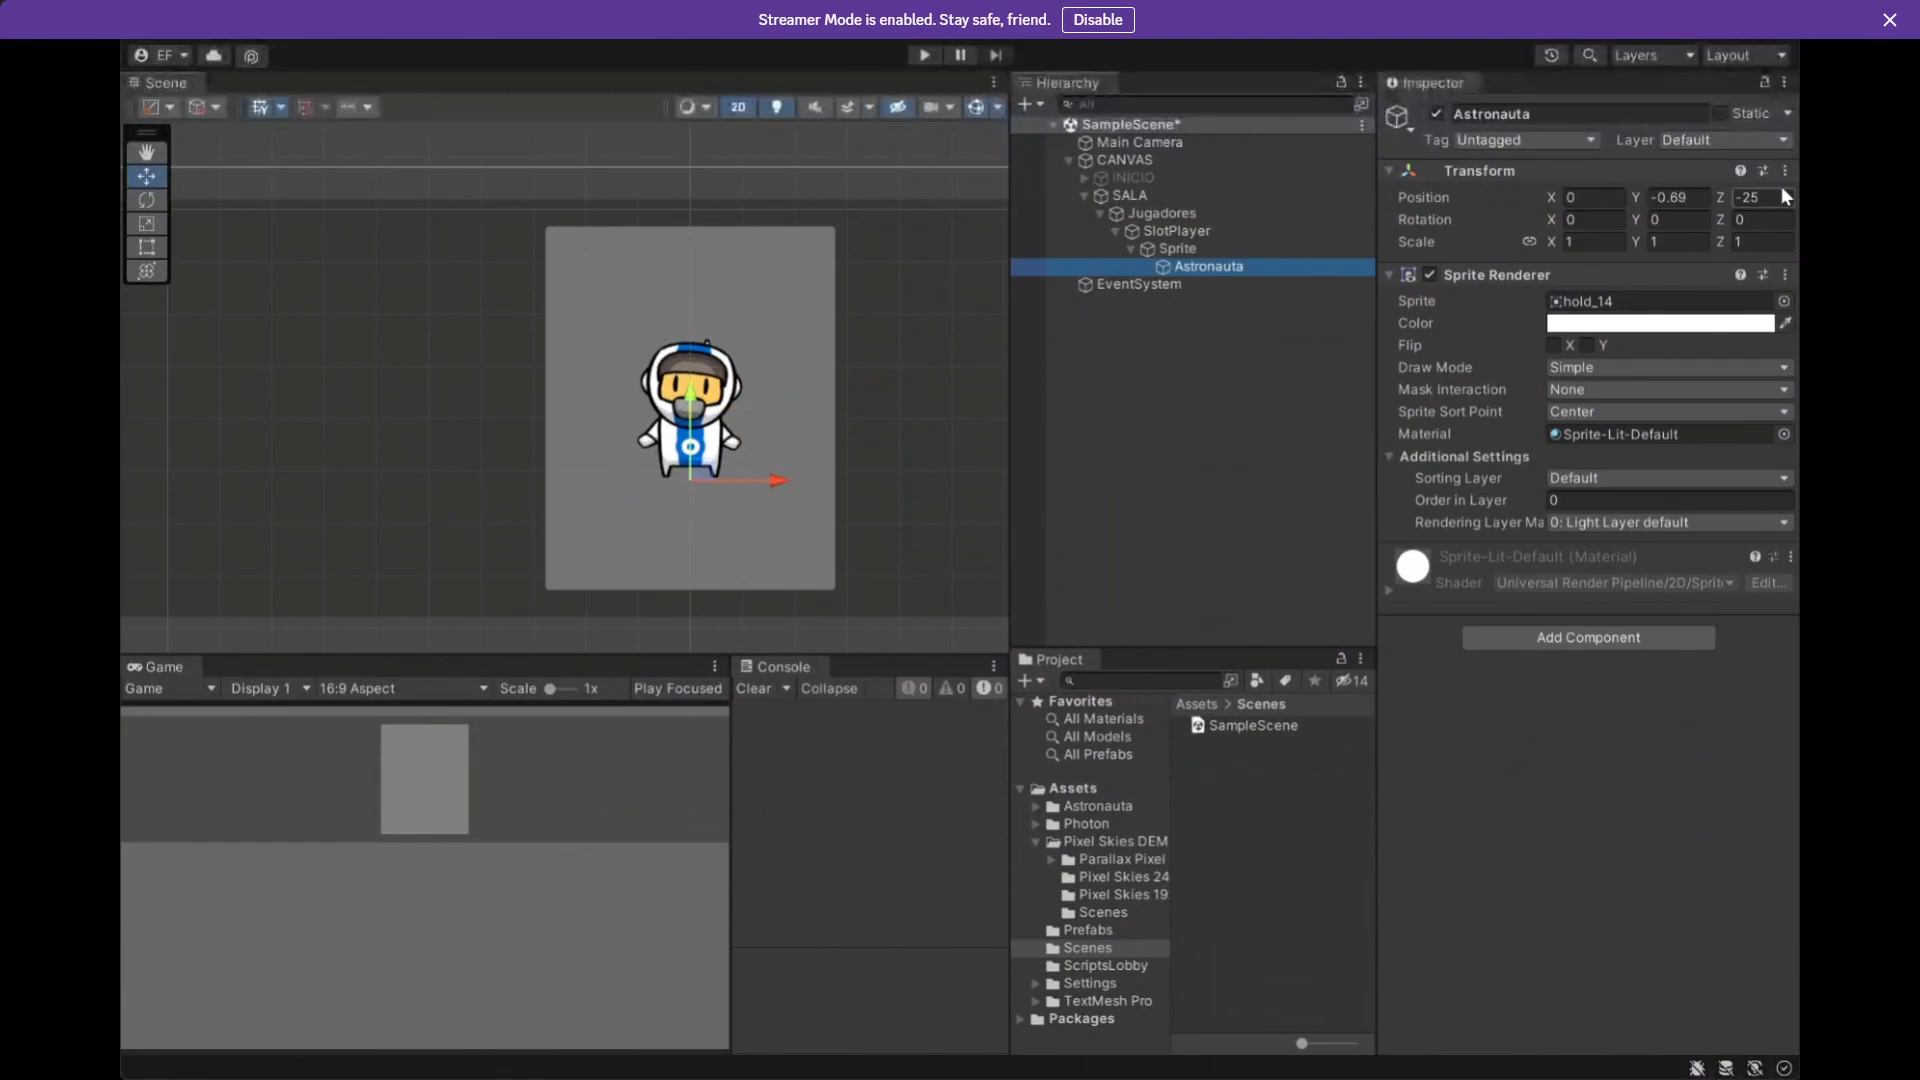 Streamer Mode is enabled. Stay safe, friend. Disable
EF
Layers
Layout
Scene
2D
Hierarchy
All
SampleScene*
Main Camera
CANVAS
INICIO
SALA
Jugadores
SlotPlayer
Sprite
Astronauta
EventSystem
Inspector
Astronauta
Static
Tag Untagged Layer Default
Transform
Position X 0 Y -0.69 Z -25
Rotation X 0 Y 0 Z 0
Scale X 1 Y 1 Z 1
Sprite Renderer
Sprite hold_14
Color
Flip X Y
Draw Mode Simple
Mask Interaction None
Sprite Sort Point Center
Material Sprite-Lit-Default
Additional Settings
Sorting Layer Default
Order in Layer 0
Rendering Layer Ma 0: Light Layer default
Sprite-Lit-Default (Material)
Shader Universal Render Pipeline/2D/Sprit Edit...
Add Component
Game
Game Display 1 16:9 Aspect Scale 1x Play Focused
Console
Clear Collapse 0 0 0
Project
14
Favorites
All Materials
All Models
All Prefabs
Assets
Astronauta
Photon
Pixel Skies DEM
Parallax Pixel
Pixel Skies 24
Pixel Skies 19
Scenes
Prefabs
Scenes
ScriptsLobby
Settings
TextMesh Pro
Packages
Assets > Scenes
SampleScene